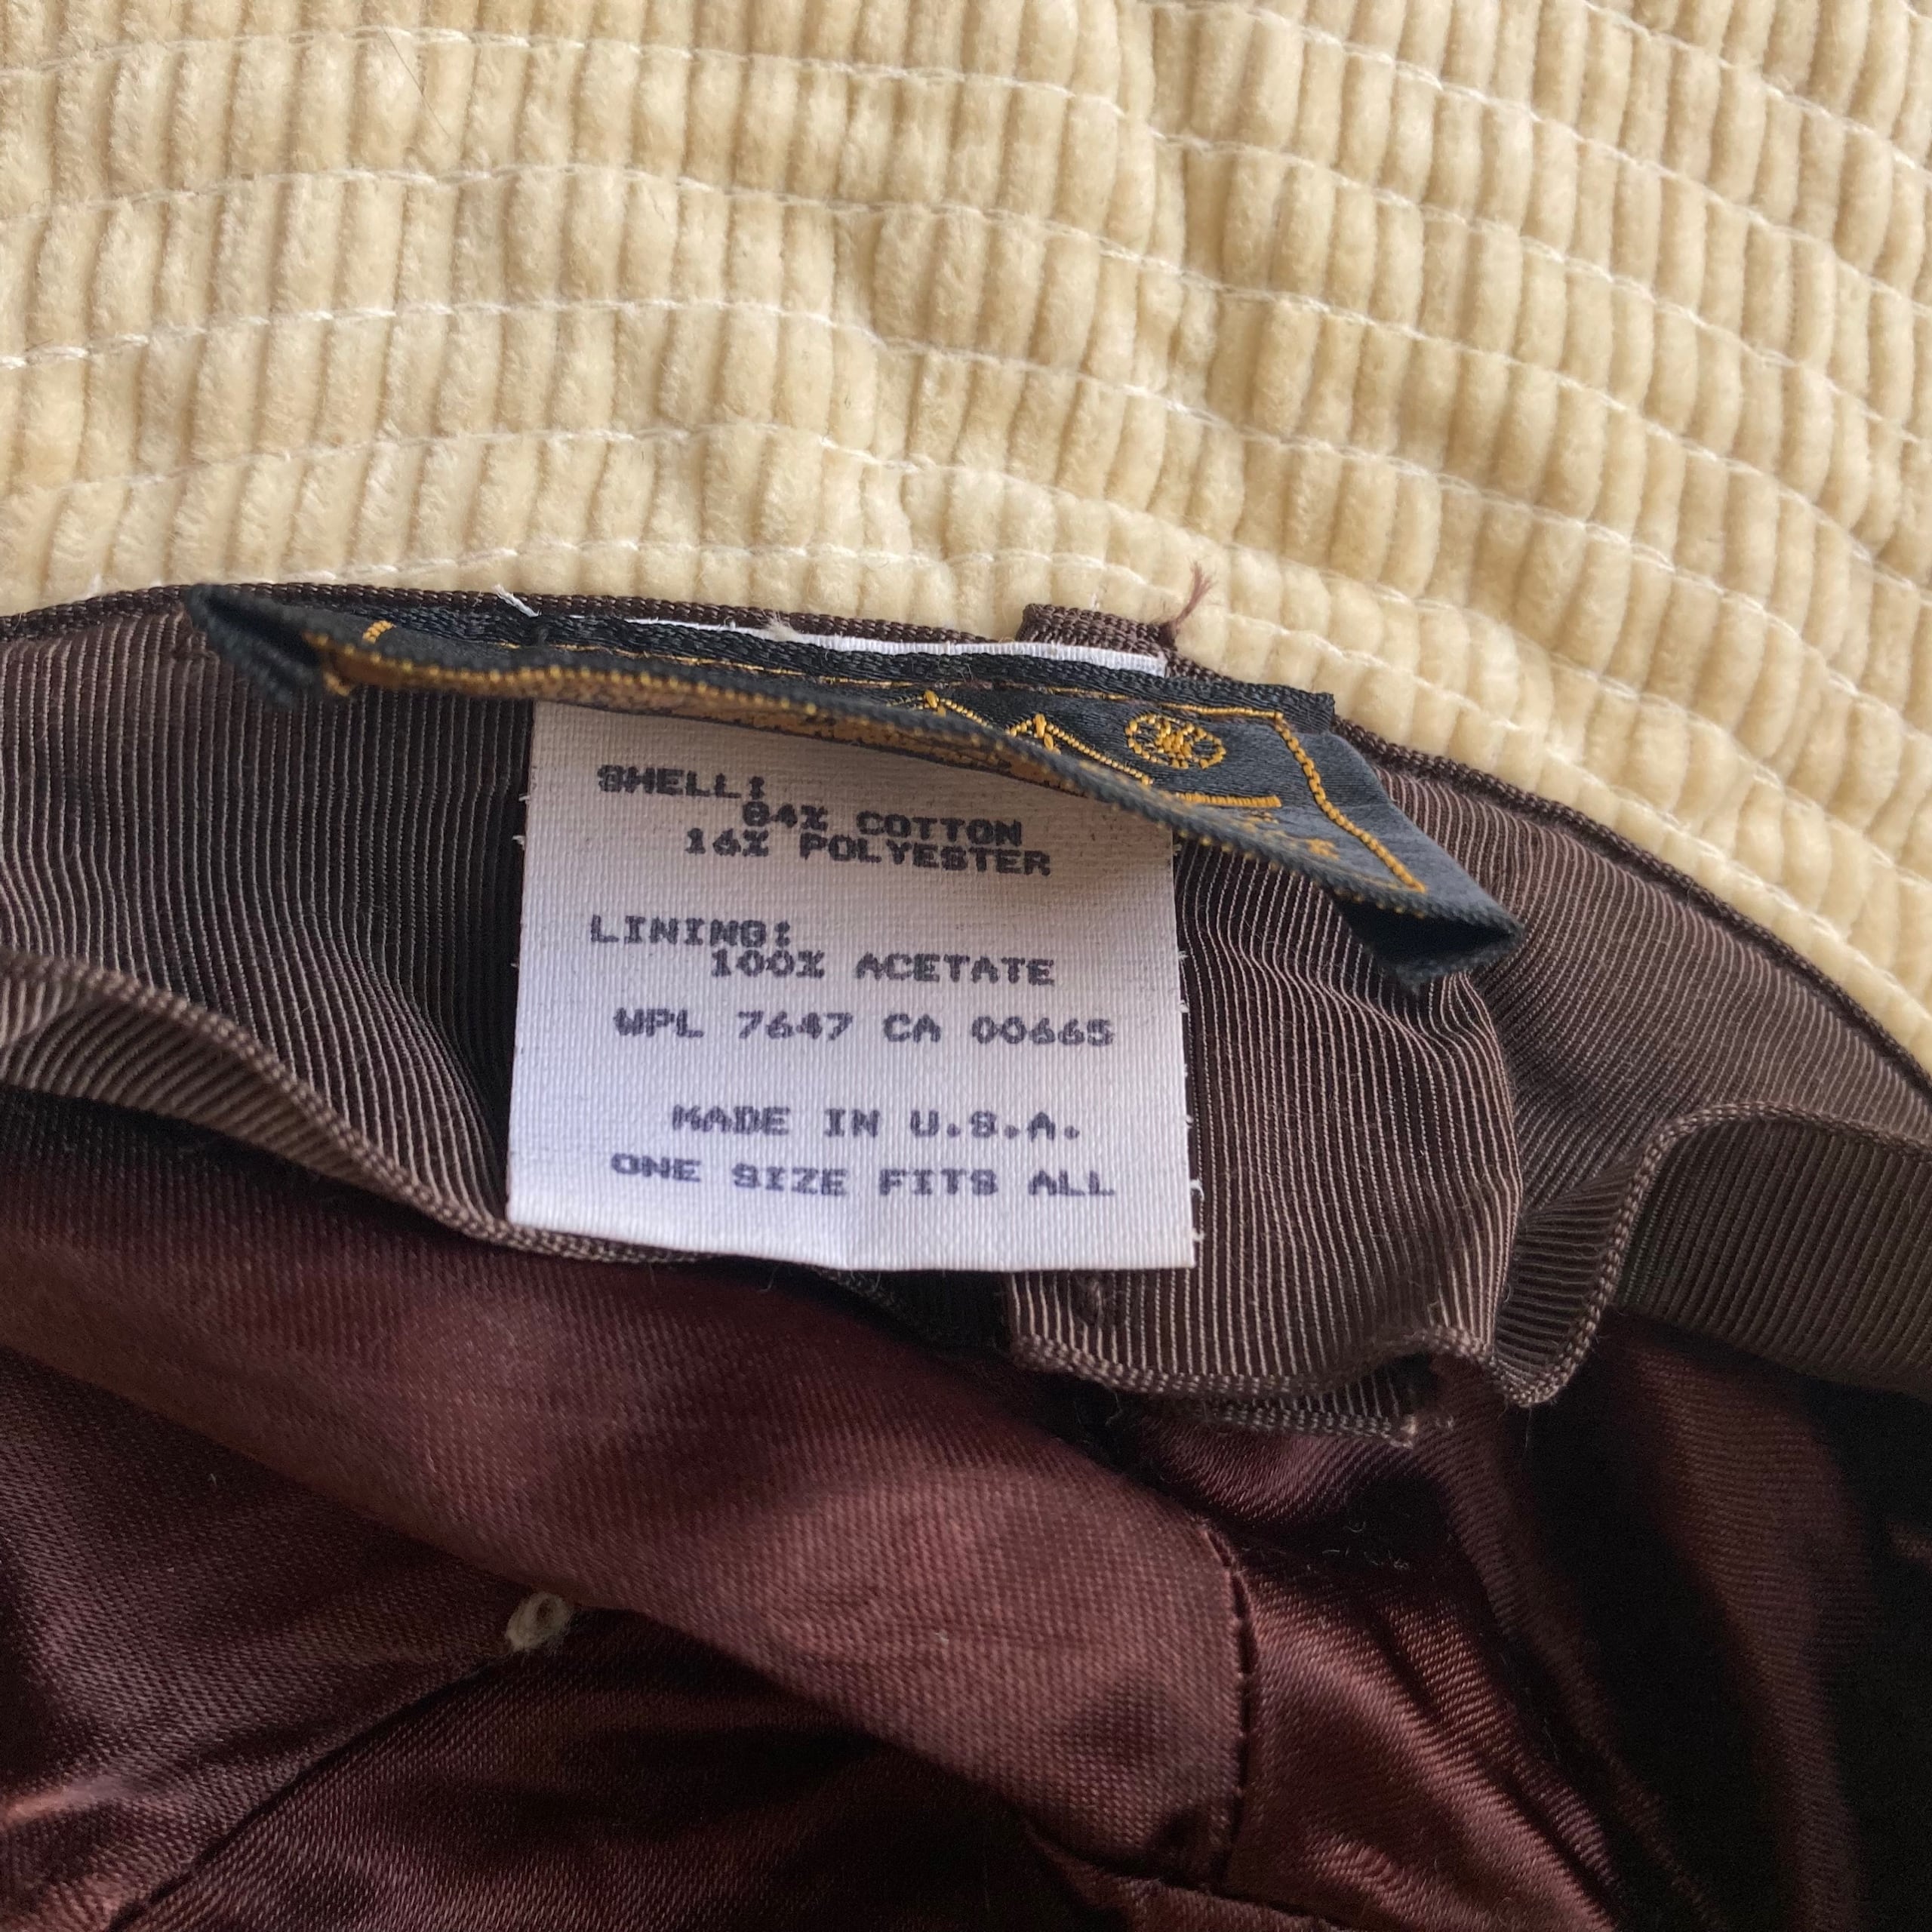 SHELL:
84% COTTON
16% POLYESTER
LINING:
100% ACETATE
WPL 7647 CA 00665
MADE IN U.S.A.
ONE SIZE FITS ALL